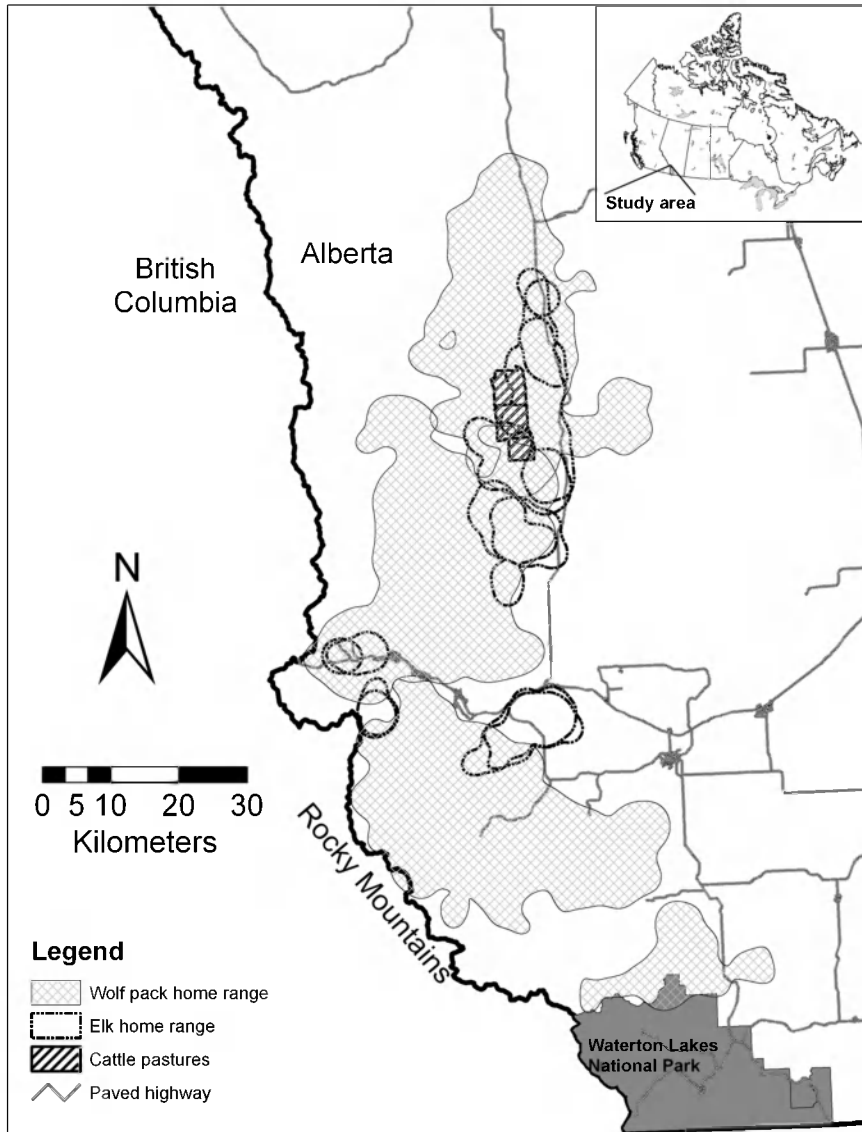 Study area
British
Columbia
Alberta
N
0 5 10 20 30
Kilometers
Rocky Mountains
Legend
Wolf pack home range
Elk home range
Cattle pastures
Paved highway
Waterton Lakes
National Park